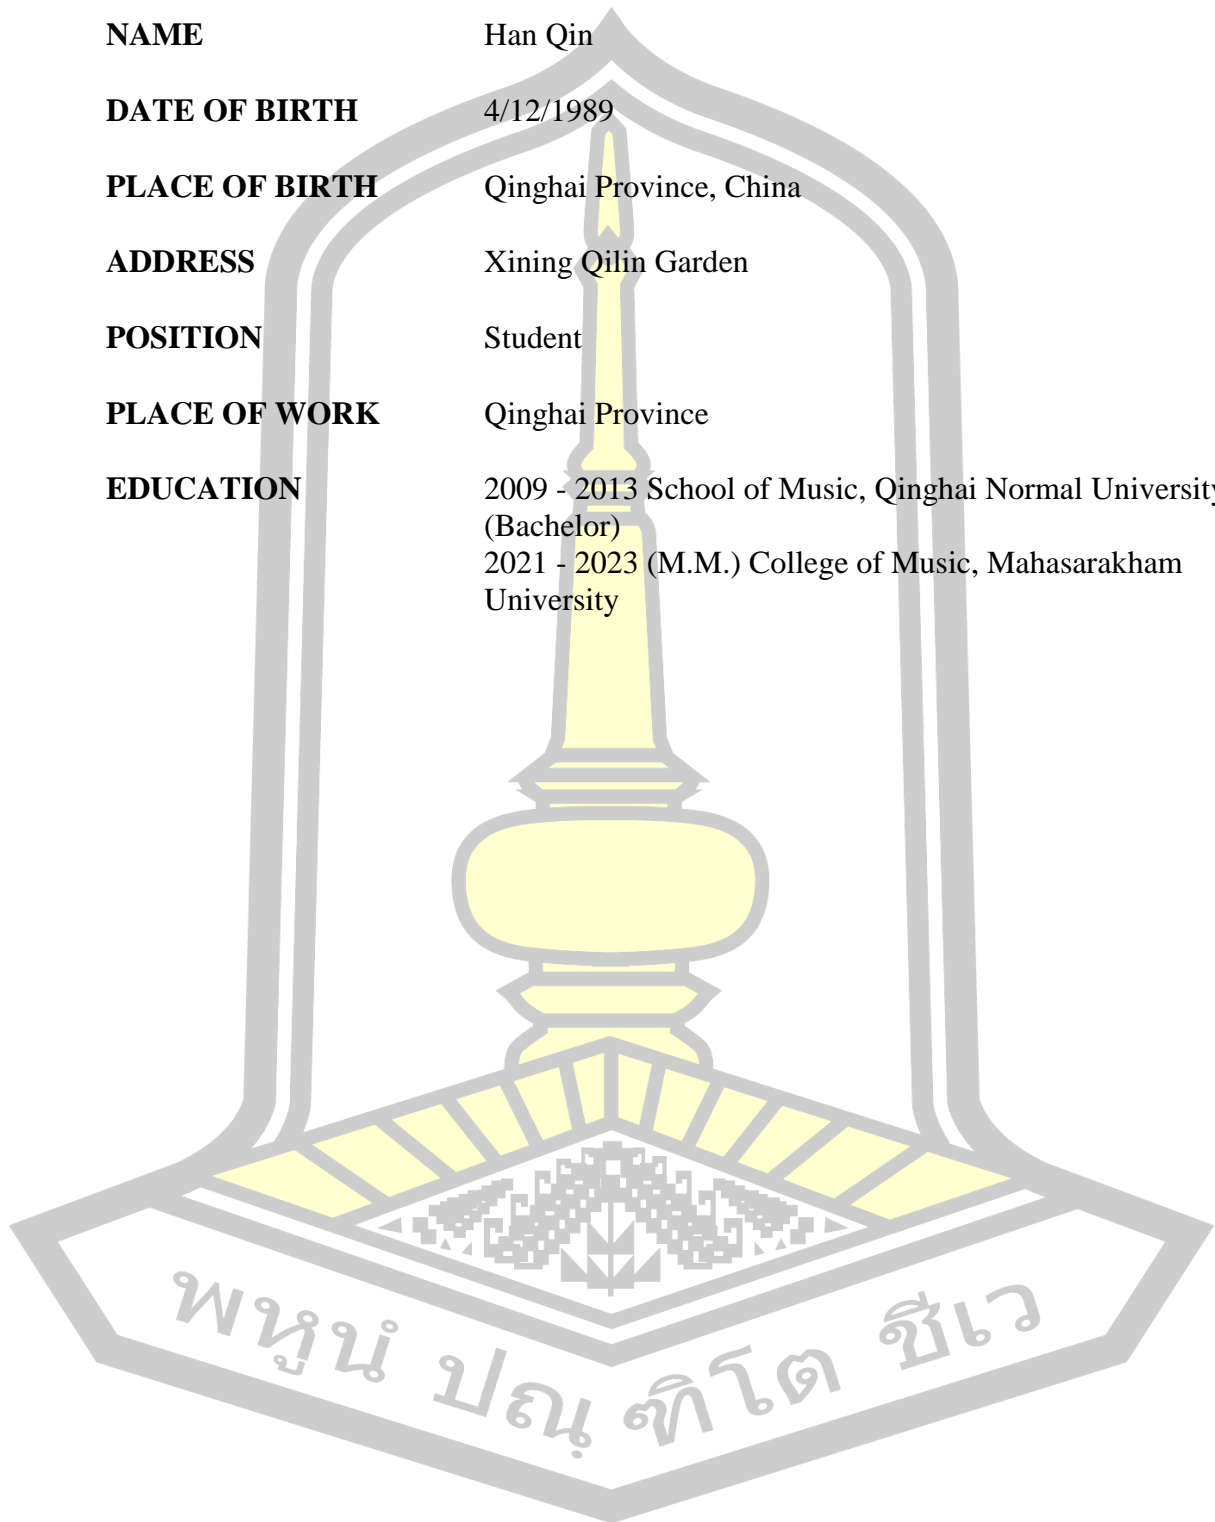 NAME Han Qin
DATE OF BIRTH 4/12/1989
PLACE OF BIRTH Qinghai Province, China
ADDRESS Xining Qilin Garden
POSITION Student
PLACE OF WORK Qinghai Province
EDUCATION 2009 - 2013 School of Music, Qinghai Normal University
(Bachelor)
2021 - 2023 (M.M.) College of Music, Mahasarakham
University
พหูนํ ปณฺ ฑิโต ชีเว